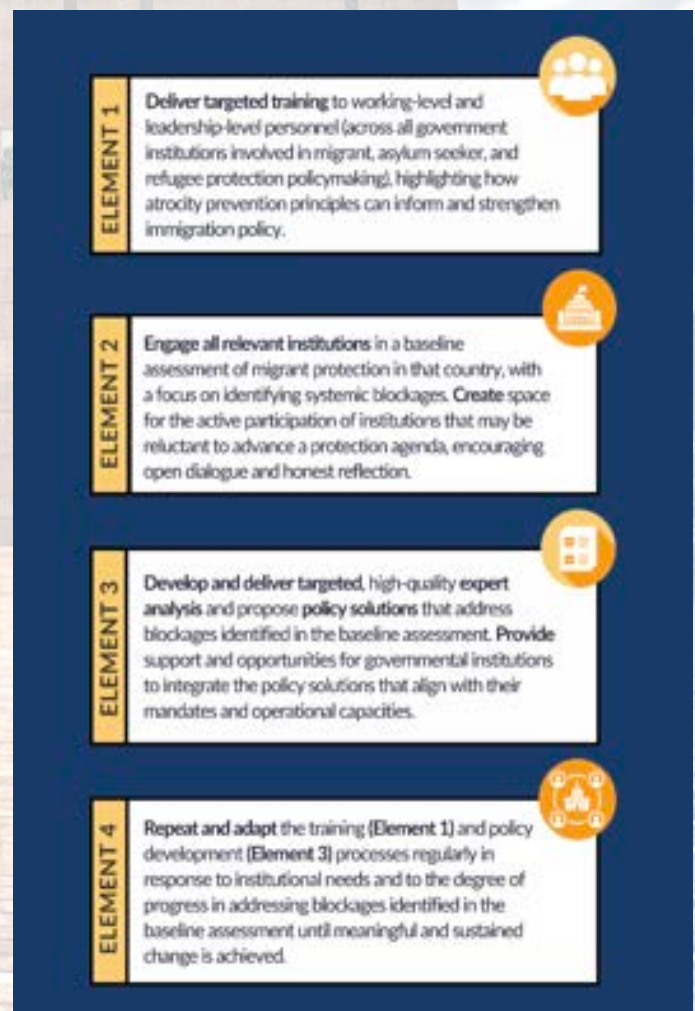 ELEMENT 1
Deliver targeted training to working-level and
leadership-level personnel (across all government
institutions involved in migrant, asylum seeker, and
refugee protection policymaking), highlighting how
atrocity prevention principles can inform and strengthen
immigration policy.
ELEMENT 2
Engage all relevant institutions in a baseline
assessment of migrant protection in that country, with
a focus on identifying systemic blockages. Create space
for the active participation of institutions that may be
reluctant to advance a protection agenda, encouraging
open dialogue and honest reflection.
ELEMENT 3
Develop and deliver targeted, high-quality expert
analysis and propose policy solutions that address
blockages identified in the baseline assessment. Provide
support and opportunities for governmental institutions
to integrate the policy solutions that align with their
mandates and operational capacities.
ELEMENT 4
Repeat and adapt the training (Element 1) and policy
development (Element 3) processes regularly in
response to institutional needs and to the degree of
progress in addressing blockages identified in the
baseline assessment until meaningful and sustained
change is achieved.